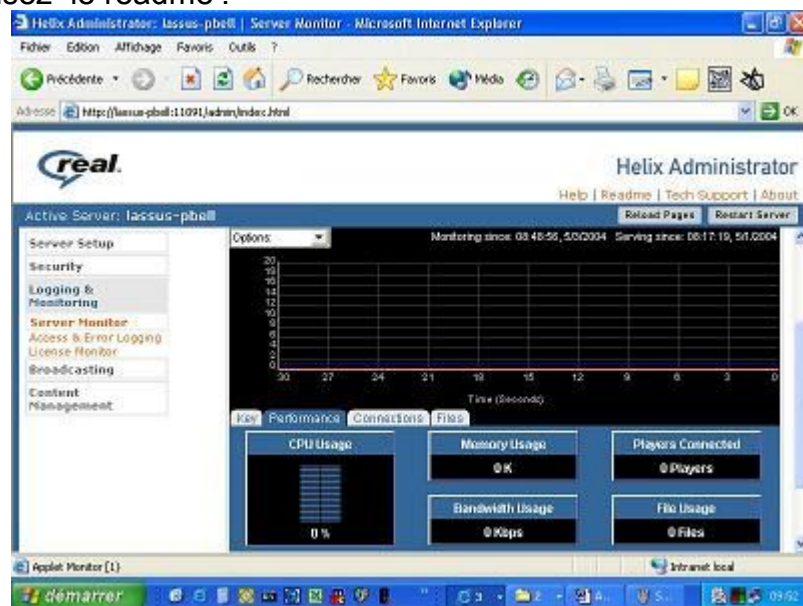 le readme !
Helix Administrator: lassus-pbell | Server Monitor - Microsoft Internet Explorer
Fichier Edition Affichage Favoris Outils ?
Précédente Rechercher Favoris Média
Adresse http://lassus-pbell:11091/admin/index.html OK
real. Helix Administrator
Help | Readme | Tech Support | About
Active Server: lassus-pbell Reload Pages Restart Server
Server Setup
Security
Logging & Monitoring
Server Monitor
Access & Error Logging
License Monitor
Broadcasting
Content Management
Options: Monitoring since: 08:48:56, 5/3/2004 Serving since: 08:17:19, 5/1/2004
20
18
16
14
12
10
8
6
4
2
0
30 27 24 21 18 15 12 9 6 3 0
Time (Seconds)
Key Performance Connections Files
CPU Usage Memory Usage Players Connected
0 K 0 Players
Bandwidth Usage File Usage
0 % 0 Kbps 0 Files
Applet Monitor (1) Intranet local
démarrer 09:52